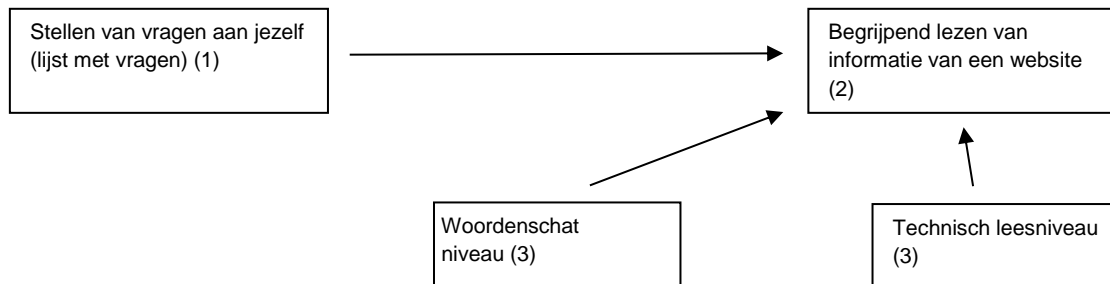 Stellen van vragen aan jezelf
(lijst met vragen) (1)
Begrijpend lezen van
informatie van een website
(2)
Woordenschat
niveau (3)
Technisch leesniveau
(3)